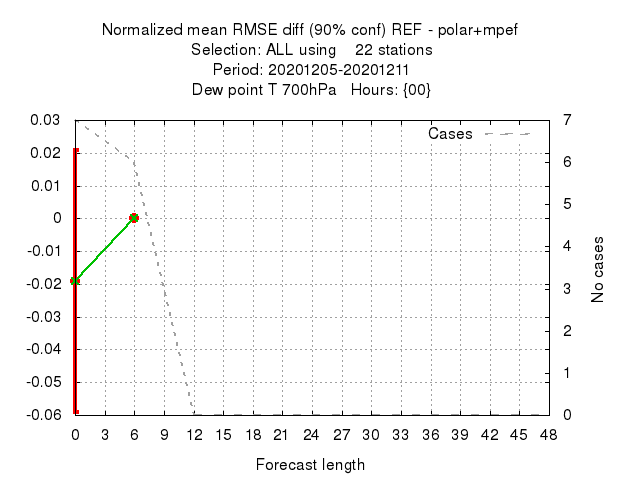 Normalized mean RMSE diff (90% conf) REF - polar+mpef
Selection: ALL using    22 stations
Period: 20201205-20201211
Dew point T 700hPa   Hours: {00}
Cases
0.03
0.02
0.01
0
-0.01
-0.02
-0.03
-0.04
-0.05
-0.06
7
6
5
4
3
2
1
0
No cases
0 3 6 9 12 15 18 21 24 27 30 33 36 39 42 45 48
Forecast length